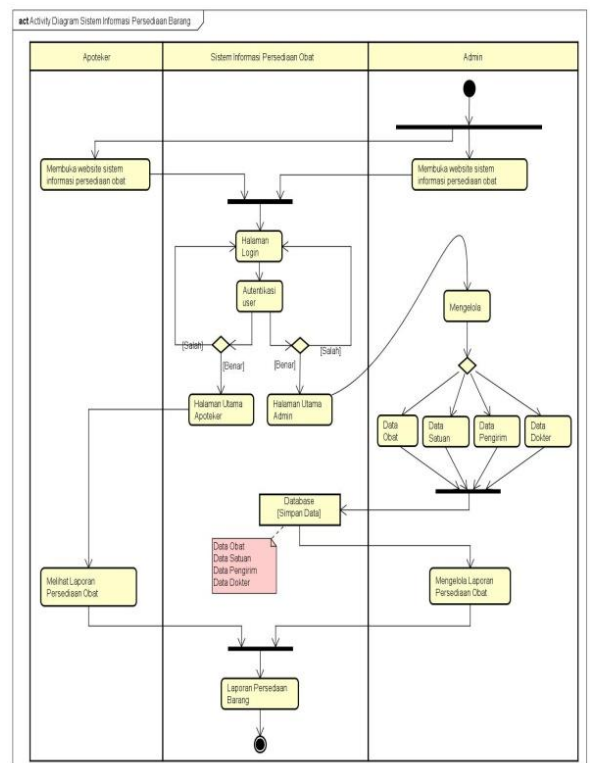 act Activity Diagram Sistem Informasi Persediaan Barang
Apoteker
Sistem Informasi Persediaan Obat
Admin
Membuka website sistem
informasi persediaan obat
Membuka website sistem
informasi persediaan obat
Halaman
Login
Autentikasi
user
[Salah]
[Benar]
[Benar]
[Salah]
Mengelola
Halaman Utama
Apoteker
Halaman Utama
Admin
Data
Obat
Data
Satuan
Data
Pengirim
Data
Dokter
Database
[Simpan Data]
Data Obat
Data Satuan
Data Pengirim
Data Dokter
Melihat Laporan
Persediaan Obat
Mengelola Laporan
Persediaan Obat
Laporan Persedaan
Barang